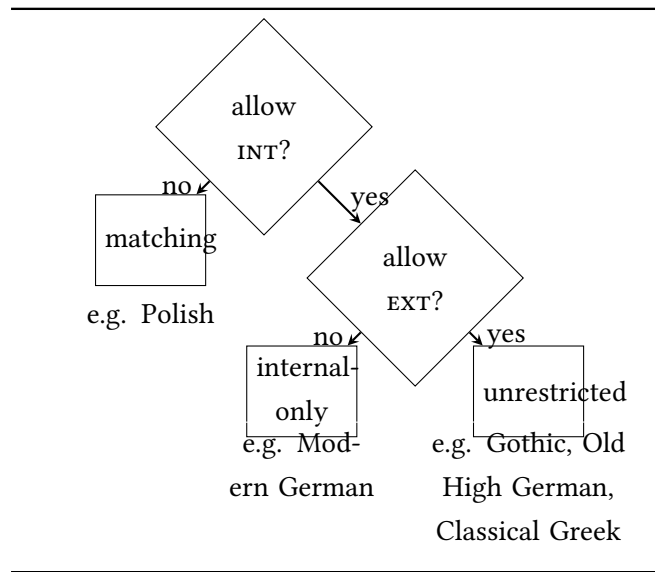 allow
INT?
no
yes
matching
e.g. Polish
allow
EXT?
no
yes
internal-
only
unrestricted
e.g. Mod-
ern German
e.g. Gothic, Old
High German,
Classical Greek